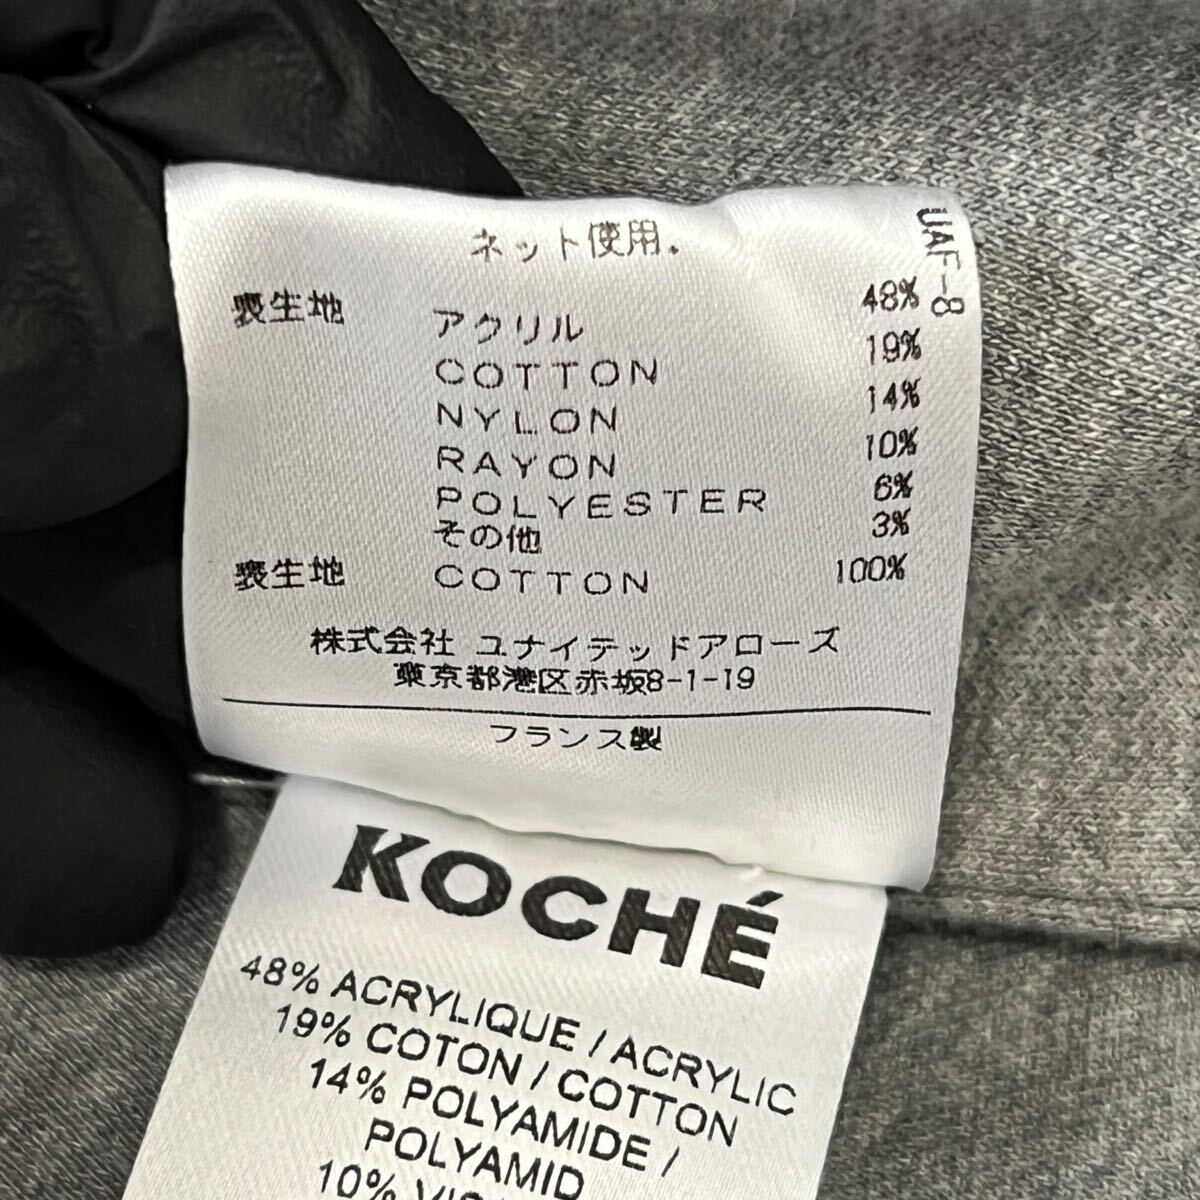 ネット使用.
UAF-8
表生地 アクリル 48%
COTTON 19%
NYLON 14%
RAYON 10%
POLYESTER 6%
その他 3%
表生地 COTTON 100%
株式会社 ユナイテッドアローズ
東京都港区赤坂8-1-19
フランス製
KOCHÉ
48% ACRYLIQUE / ACRYLIC
19% COTON / COTTON
14% POLYAMIDE /
POLYAMID
10%